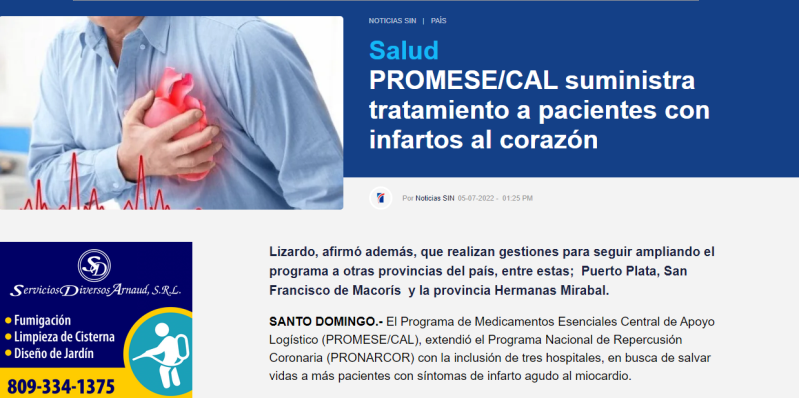 NOTICIAS SIN | PAÍS
Salud
PROMESE/CAL suministra
tratamiento a pacientes con
infartos al corazón
Por Noticias SIN 05-07-2022 - 01:25 PM
Lizardo, afirmó además, que realizan gestiones para seguir ampliando el
programa a otras provincias del país, entre estas; Puerto Plata, San
Francisco de Macorís y la provincia Hermanas Mirabal.
SANTO DOMINGO.- El Programa de Medicamentos Esenciales Central de Apoyo
Logístico (PROMESE/CAL), extendió el Programa Nacional de Repercusión
Coronaria (PRONARCOR) con la inclusión de tres hospitales, en busca de salvar
vidas a más pacientes con síntomas de infarto agudo al miocardio.
SD
Servicios Diversos Arnaud, S.R.L.
• Fumigación
• Limpieza de Cisterna
• Diseño de Jardín
809-334-1375